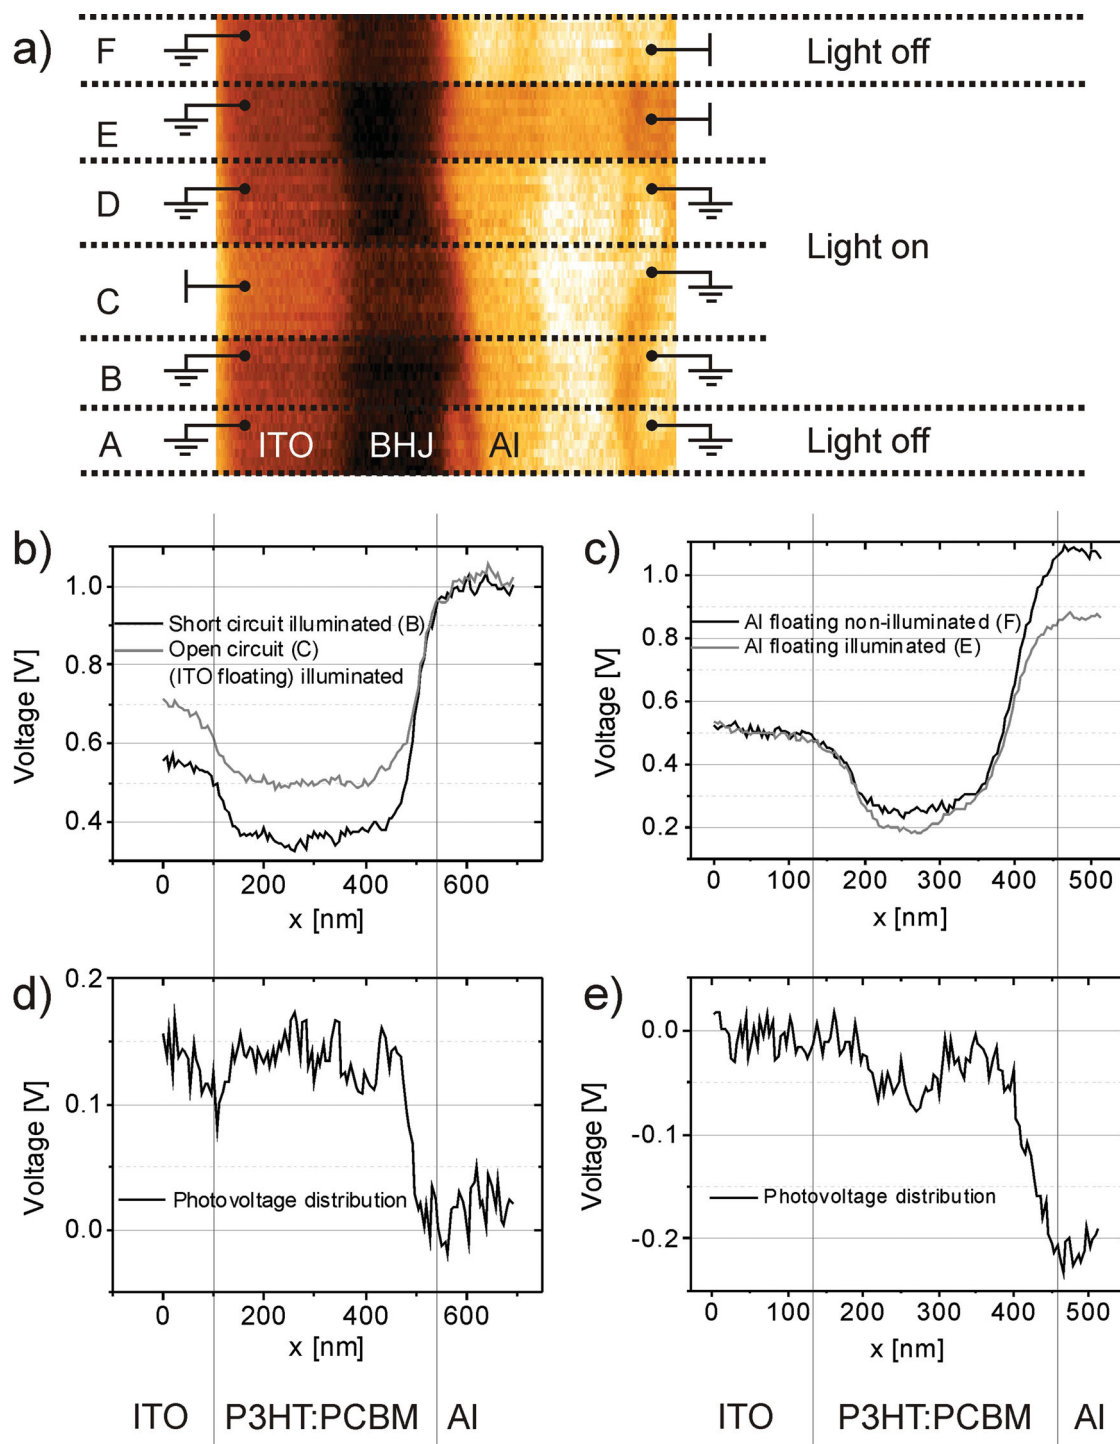 a)
F
Light off
E
D
Light on
C
B
A
ITO
BHJ
Al
Light off
b)
1.0
0.8
0.6
0.4
Voltage [V]
Short circuit illuminated (B)
Open circuit (C)
(ITO floating) illuminated
0 200 400 600
x [nm]
c)
1.0
0.8
0.6
0.4
0.2
Voltage [V]
Al floating non-illuminated (F)
Al floating illuminated (E)
0 100 200 300 400 500
x [nm]
d)
0.2
0.1
0.0
Voltage [V]
Photovoltage distribution
0 200 400 600
x [nm]
e)
0.0
-0.1
-0.2
Voltage [V]
Photovoltage distribution
0 100 200 300 400 500
x [nm]
ITO P3HT:PCBM Al
P3HT:PCBM Al